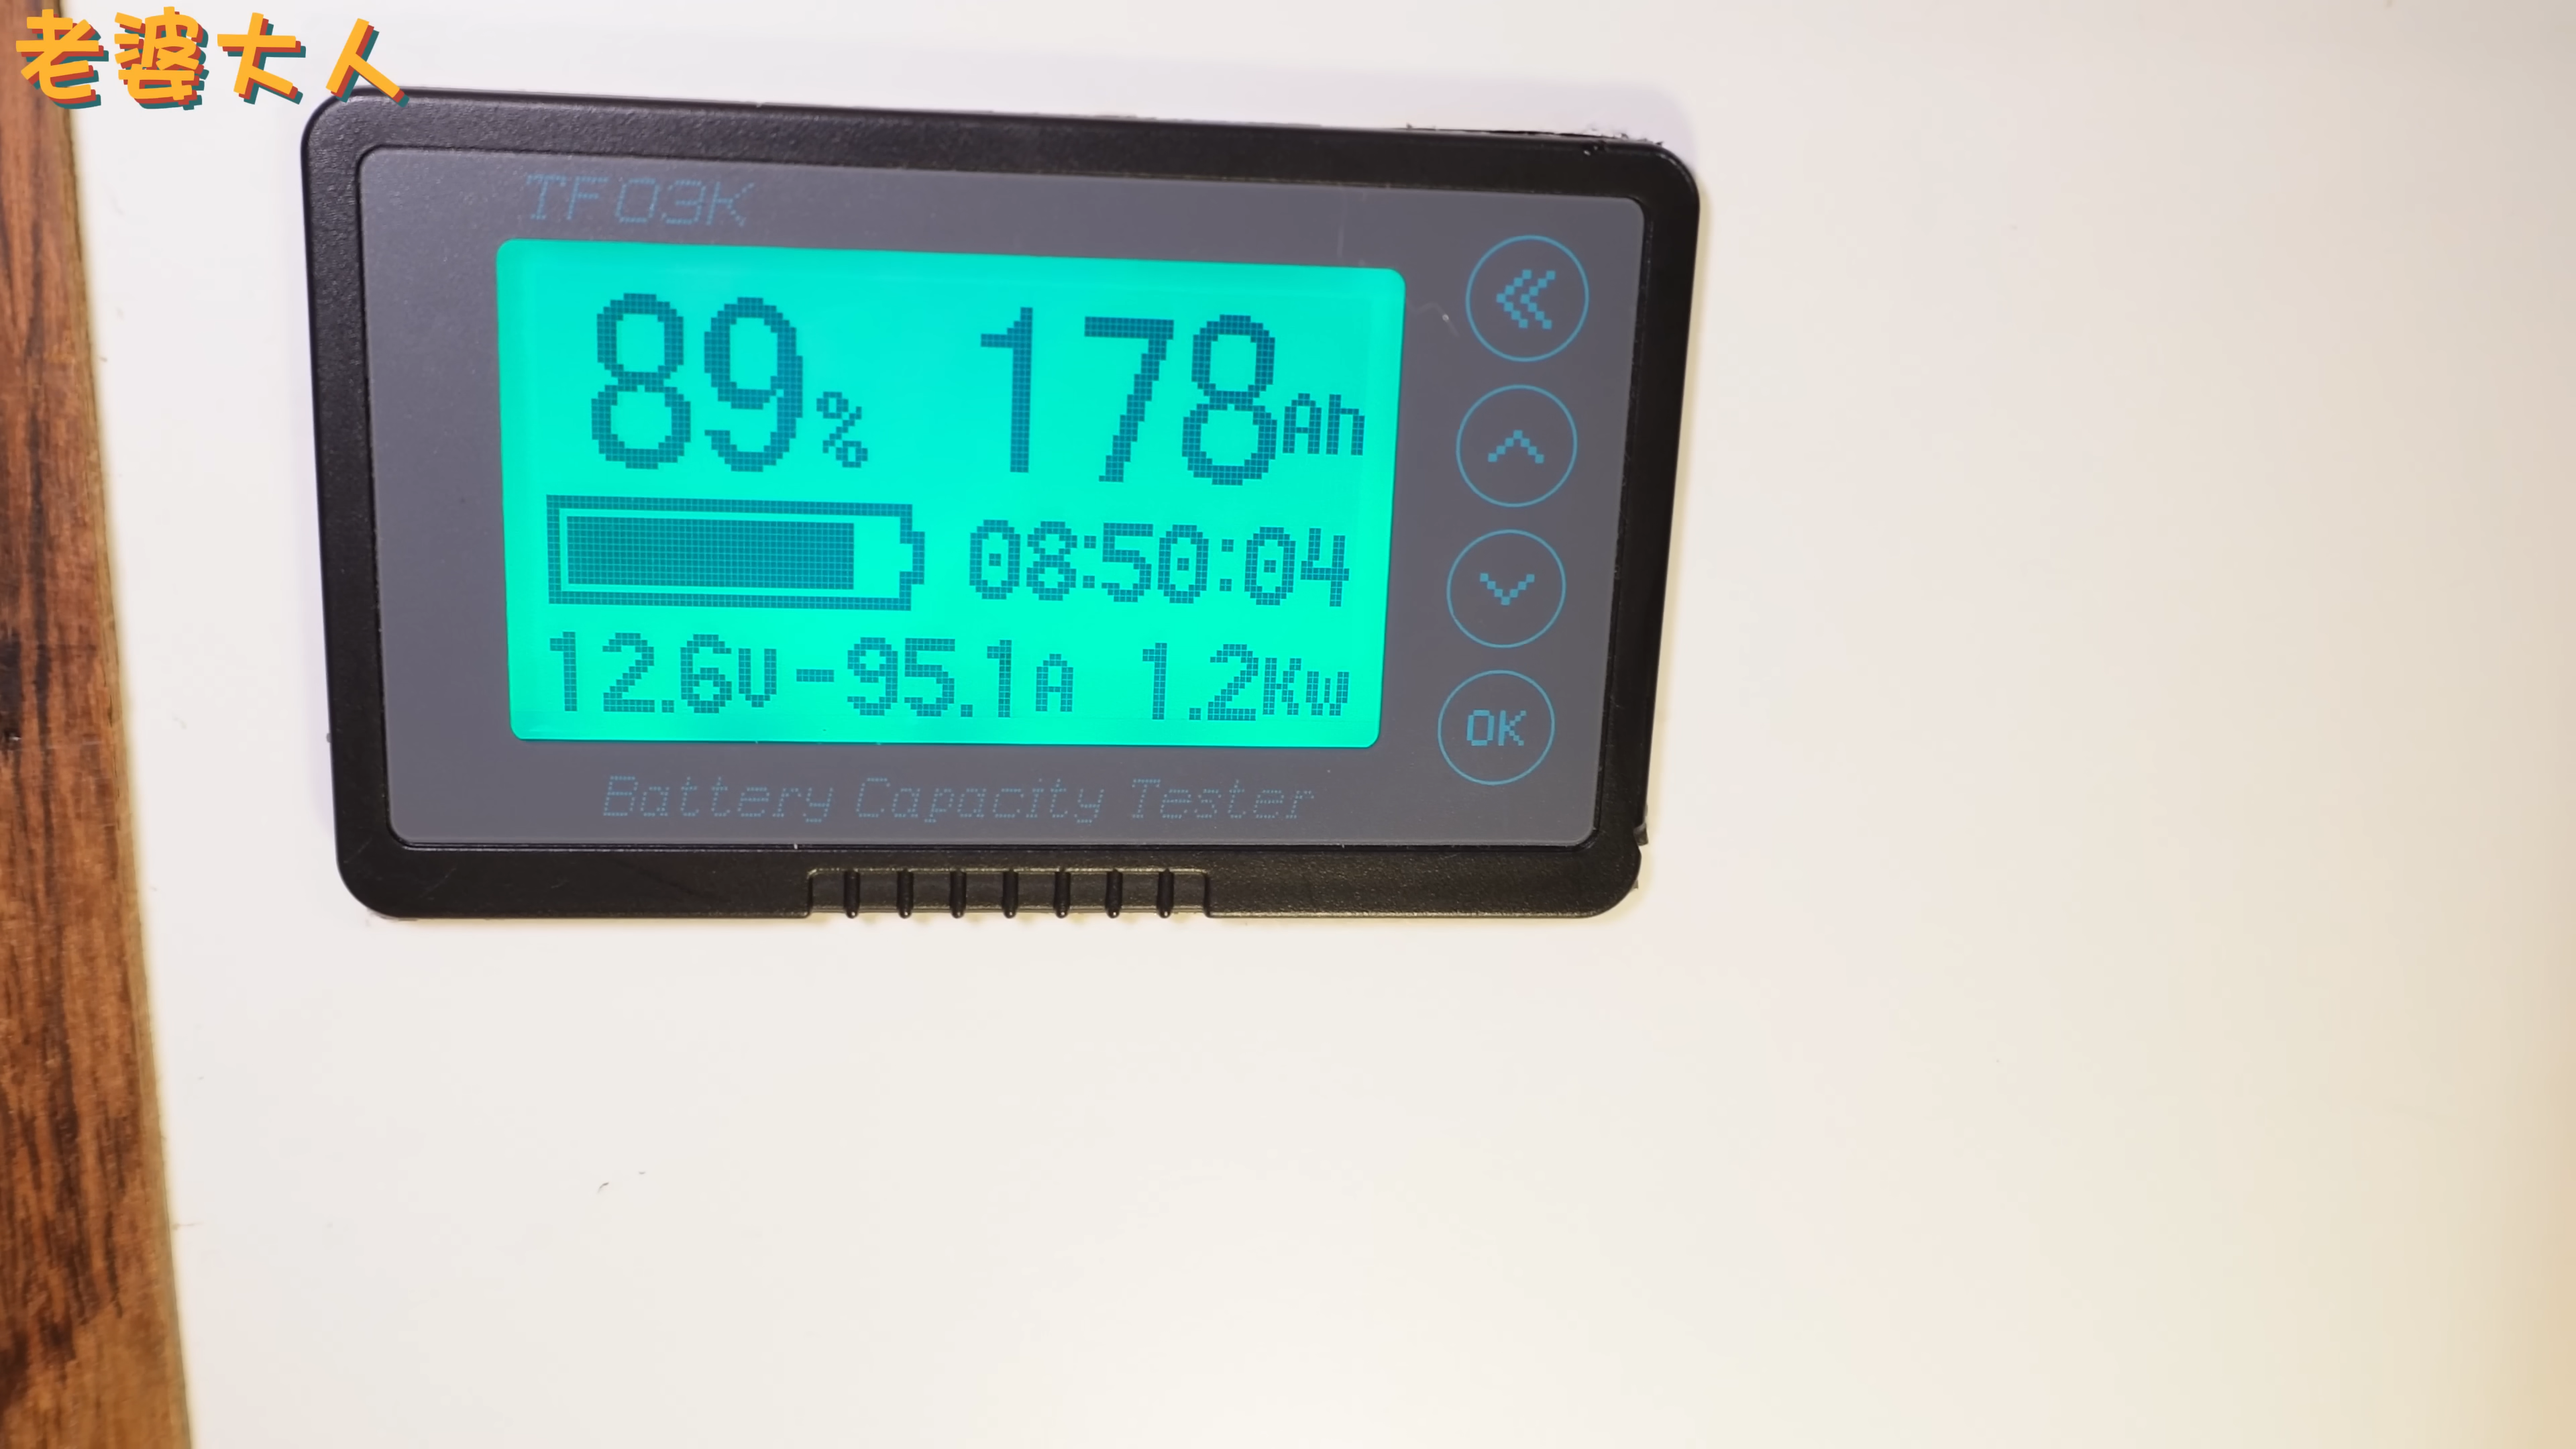 老婆大人
TF03K
89% 178Ah
08:50:04
12.6V-95.1A 1.2Kw
OK
Battery Capacity Tester